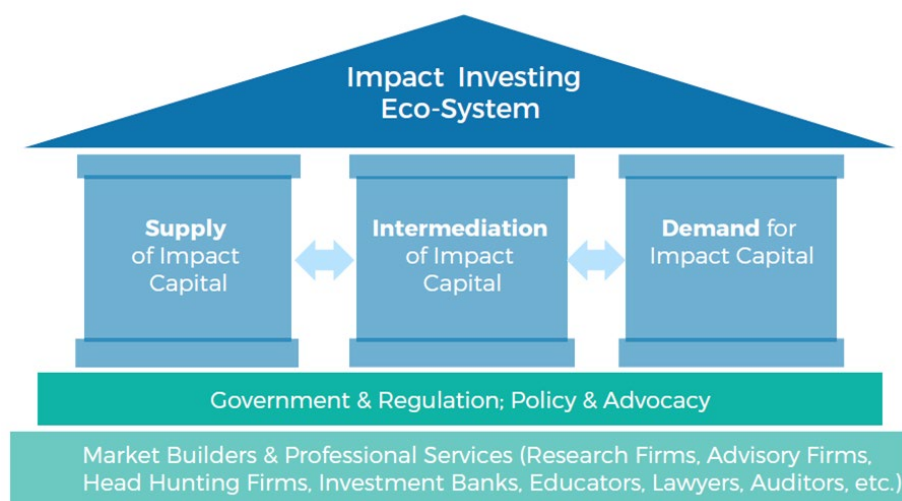 Impact Investing
Eco-System
Supply
of Impact
Capital
Intermediation
of Impact
Capital
Demand for
Impact Capital
Government & Regulation; Policy & Advocacy
Market Builders & Professional Services (Research Firms, Advisory Firms,
Head Hunting Firms, Investment Banks, Educators, Lawyers, Auditors, etc.)